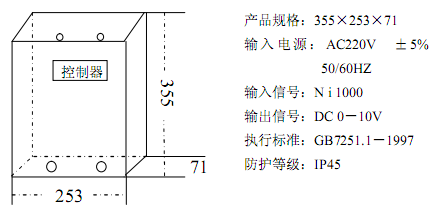 控制器
355
71
253
产品规格：355×253×71
输入电源：AC220V ±5%
50/60HZ
输入信号：N i 1000
输出信号：DC 0－10V
执行标准：GB7251.1－1997
防护等级：IP45